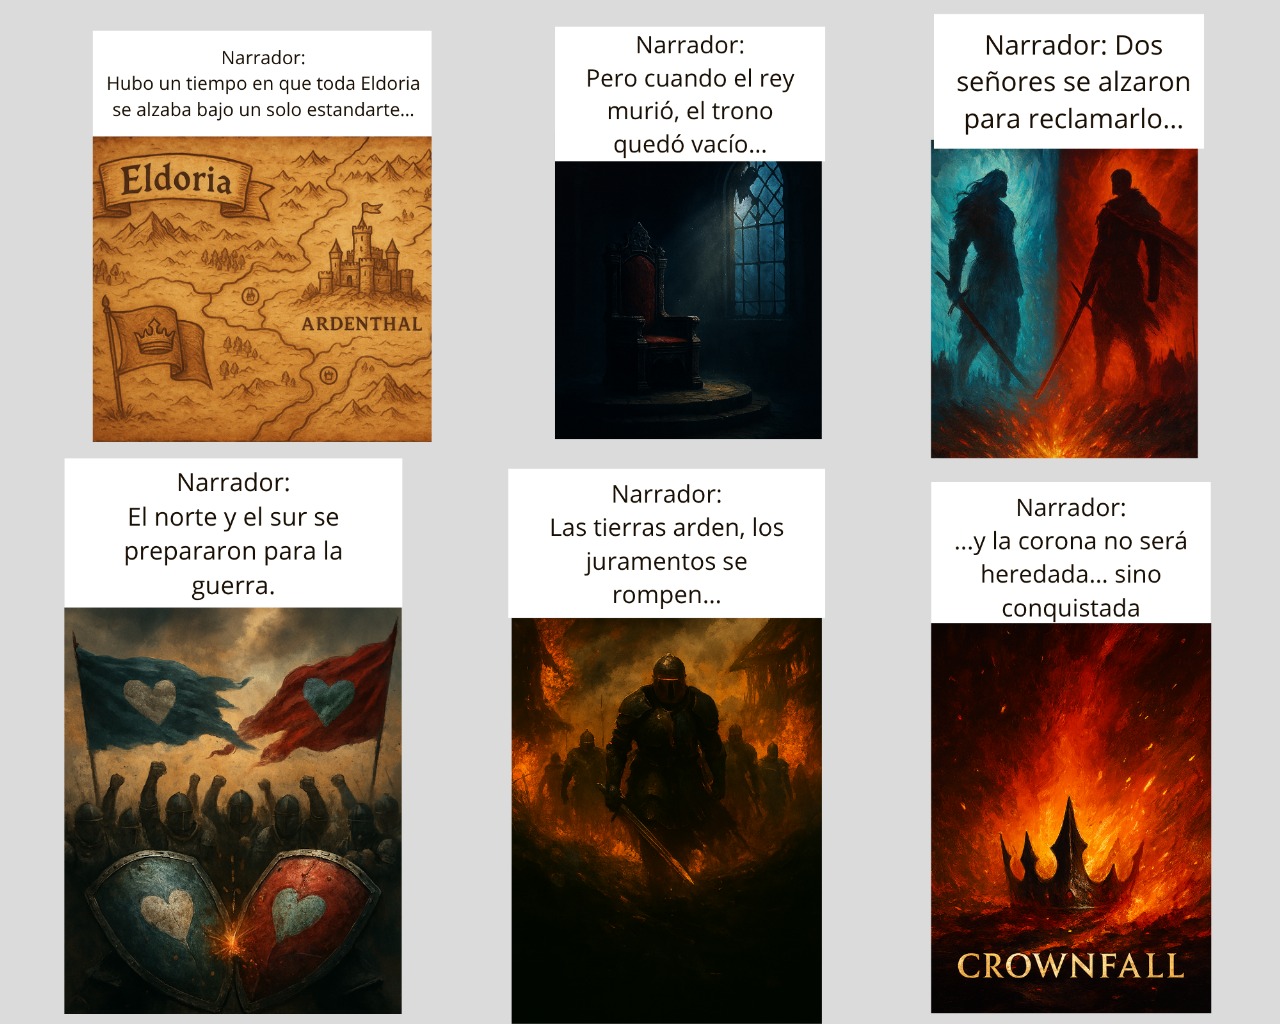 Narrador:
Hubo un tiempo en que toda Eldoria
se alzaba bajo un solo estandarte...
Eldoria
ARDENTHAL
Narrador:
Pero cuando el rey
murió, el trono
quedó vacío...
Narrador: Dos
señores se alzaron
para reclamarlo...
Narrador:
El norte y el sur se
prepararon para la
guerra.
Narrador:
Las tierras arden, los
juramentos se
rompen...
Narrador:
...y la corona no será
heredada... sino
conquistada
CROWNFALL